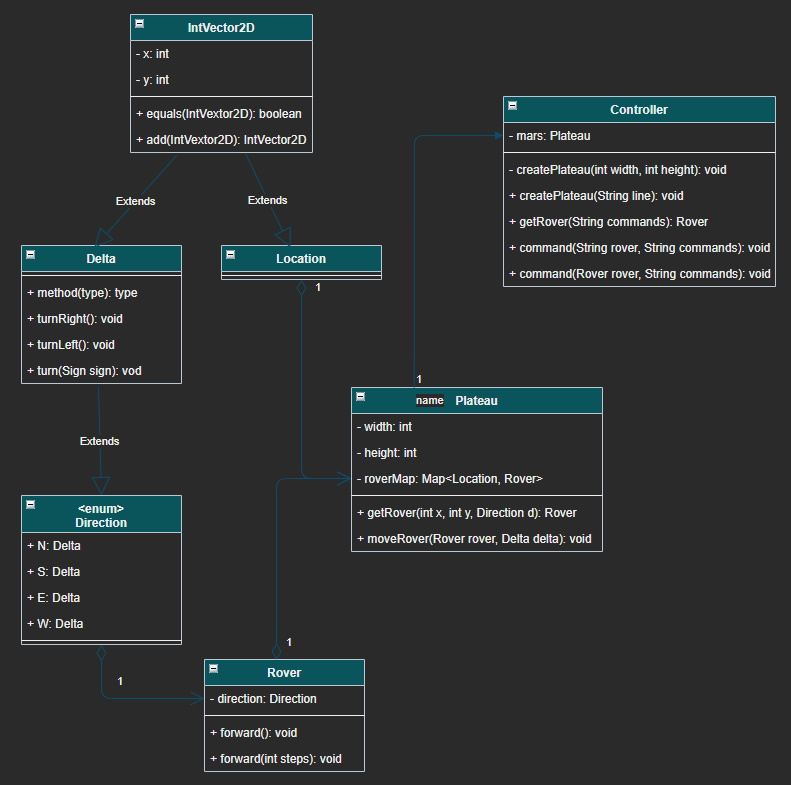 IntVector2D
- x: int
- y: int
+ equals(IntVextor2D): boolean
+ add(IntVextor2D): IntVector2D
Controller
- mars: Plateau
- createPlateau(int width, int height): void
+ createPlateau(String line): void
+ getRover(String commands): Rover
+ command(String rover, String commands): void
+ command(Rover rover, String commands): void
Extends
Extends
Delta
+ method(type): type
+ turnRight(): void
+ turnLeft(): void
+ turn(Sign sign): vod
Location
1
1
name Plateau
- width: int
- height: int
- roverMap: Map<Location, Rover>
+ getRover(int x, int y, Direction d): Rover
+ moveRover(Rover rover, Delta delta): void
Extends
<enum>
Direction
+ N: Delta
+ S: Delta
+ E: Delta
+ W: Delta
1
1
Rover
- direction: Direction
+ forward(): void
+ forward(int steps): void